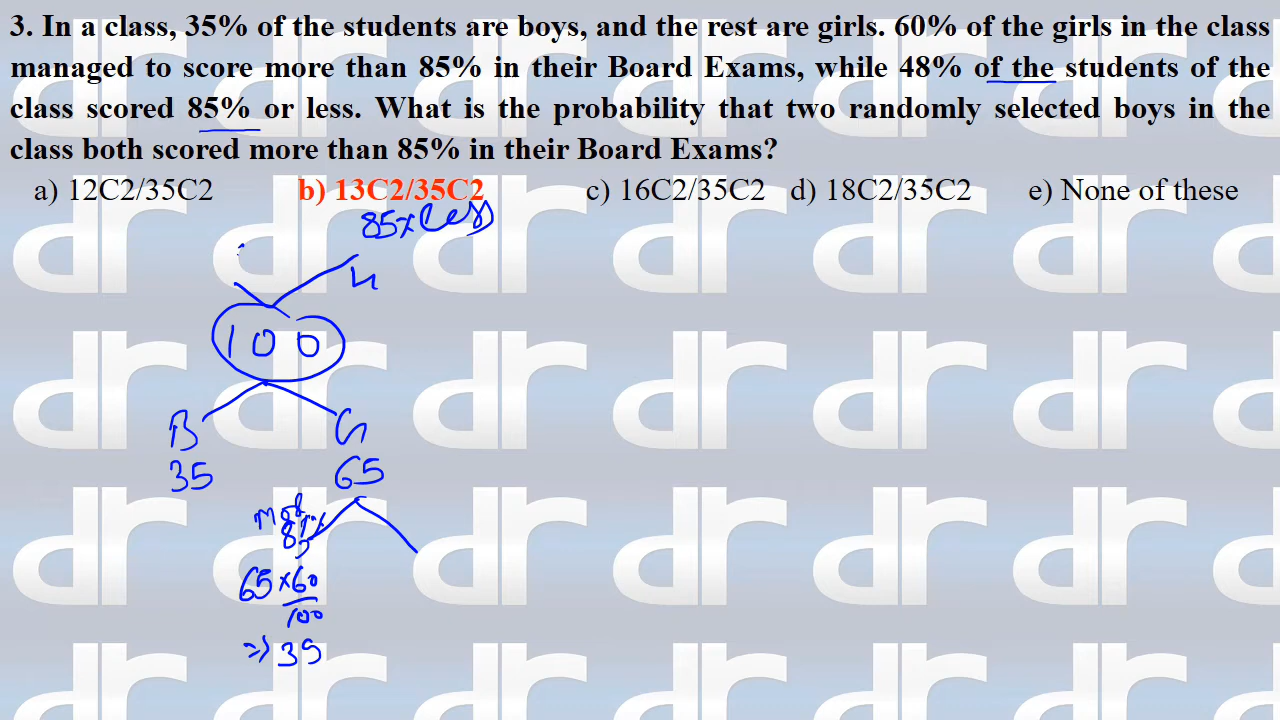 3. In a class, 35% of the students are boys, and the rest are girls. 60% of the girls in the class
managed to score more than 85% in their Board Exams, while 48% of the students of the
class scored 85% or less. What is the probability that two randomly selected boys in the
class both scored more than 85% in their Board Exams?
a) 12C2/35C2 b) 13C2/35C2 c) 16C2/35C2 d) 18C2/35C2 e) None of these
85% Less
100
B G
35 65
85%
65 × 60
100
⇒ 39